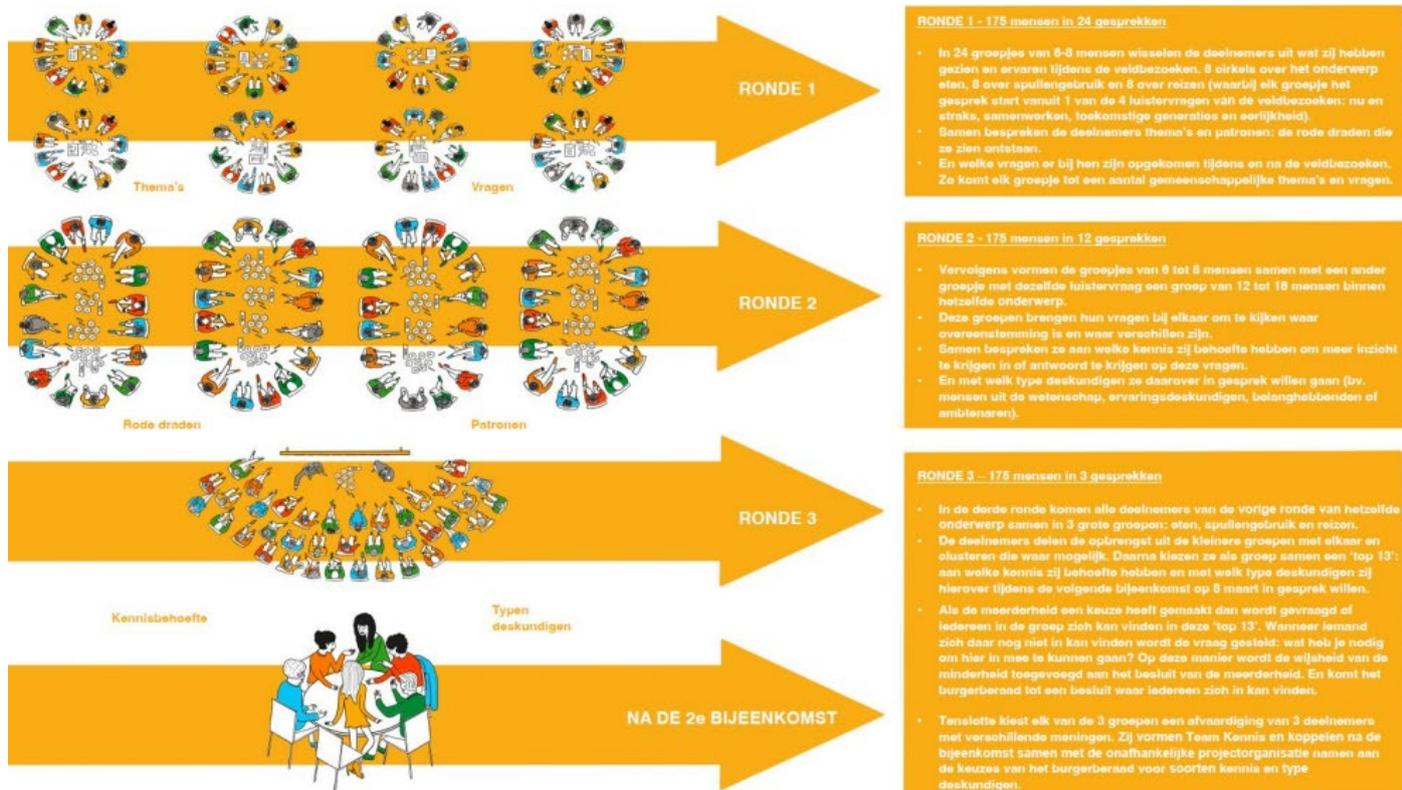 RONDE 1
Thema's
Vragen
RONDE 1 - 175 mensen in 24 gesprekken
• In 24 groepjes van 6-8 mensen wisselen de deelnemers uit wat zij hebben
gezien en ervaren tijdens de veldbezoeken. 8 cirkels over het onderwerp
eten, 8 over spullengebruik en 8 over reizen (waarbij elk groepje het
gesprek start vanuit 1 van de 4 luistervragen van de veldbezoeken: nu en
straks, samenwerken, toekomstige generaties en eerlijkheid).
• Samen bespreken de deelnemers thema's en patronen: de rode draden die
ze zien ontstaan.
• En welke vragen er bij hen zijn opgekomen tijdens en na de veldbezoeken.
Zo komt elk groepje tot een aantal gemeenschappelijke thema's en vragen.
RONDE 2
Rode draden
Patronen
RONDE 2 - 175 mensen in 12 gesprekken
• Vervolgens vormen de groepjes van 6 tot 8 mensen samen met een ander
groepje met dezelfde luistervraag een groep van 12 tot 16 mensen binnen
hetzelfde onderwerp.
• Deze groepen brengen hun vragen bij elkaar om te kijken waar
overeenstemming is en waar verschillen zijn.
• Samen bespreken ze aan welke kennis zij behoefte hebben om meer inzicht
te krijgen in of antwoord te krijgen op deze vragen.
• En met welk type deskundigen ze daarover in gesprek willen gaan (bv.
mensen uit de wetenschap, ervaringsdeskundigen, belanghebbenden of
ambtenaren).
RONDE 3
Kennisbehoefte
Typen
deskundigen
RONDE 3 – 175 mensen in 3 gesprekken
• In de derde ronde komen alle deelnemers van de vorige ronde van hetzelfde
onderwerp samen in 3 grote groepen: eten, spullengebruik en reizen.
• De deelnemers delen de opbrengst uit de kleinere groepen met elkaar en
clusteren die waar mogelijk. Daarna kiezen ze als groep samen een 'top 13':
aan welke kennis zij behoefte hebben en met welk type deskundigen zij
hierover tijdens de volgende bijeenkomst op 8 maart in gesprek willen.
• Als de meerderheid een keuze heeft gemaakt dan wordt gevraagd of
iedereen in de groep zich kan vinden in deze 'top 13'. Wanneer iemand
zich daar nog niet in kan vinden wordt de vraag gesteld: wat heb je nodig
om hier in mee te kunnen gaan? Op deze manier wordt de wijsheid van de
minderheid toegevoegd aan het besluit van de meerderheid. En komt het
burgerberaad tot een besluit waar iedereen zich in kan vinden.
• Tenslotte kiest elk van de 3 groepen een afvaardiging van 3 deelnemers
met verschillende meningen. Zij vormen Team Kennis en koppelen na de
bijeenkomst samen met de onafhankelijke projectorganisatie namen aan
de keuzes van het burgerberaad voor soorten kennis en type
deskundigen.
NA DE 2e BIJEENKOMST